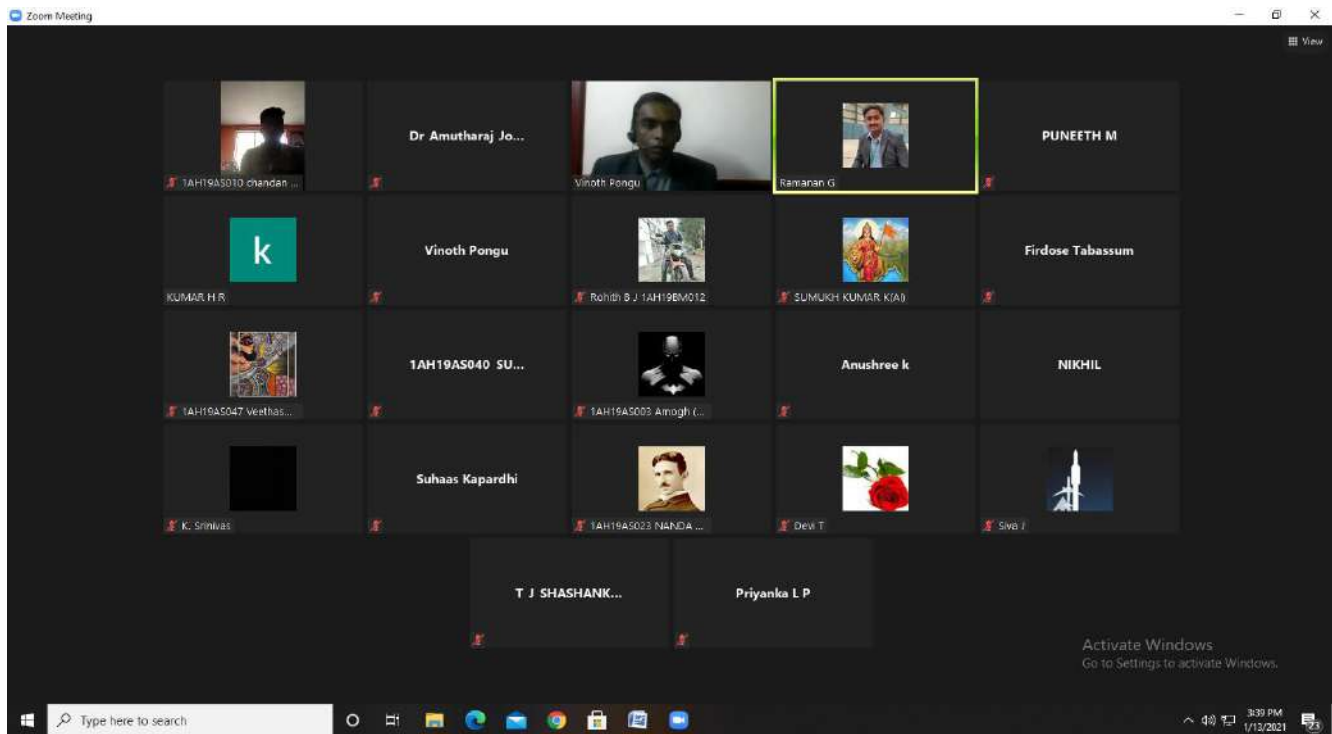 Zoom Meeting
View
1AH19AS010 chandan ...
Dr Amutharaj Jo...
Vinoth Pongu
Ramanan G
PUNEETH M
k
KUMAR H R
Vinoth Pongu
Rohith B J 1AH19BM012
SUMUKH KUMAR K(AI)
Firdose Tabassum
1AH19AS047 Veethas...
1AH19AS040 SU...
1AH19AS003 Amogh (...
Anushree k
NIKHIL
K. Srinivas
Suhaas Kapardhi
1AH19AS023 NANDA ...
Devi T
Siva J
T J SHASHANK...
Priyanka L P
Activate Windows
Go to Settings to activate Windows.
Type here to search
3:39 PM
1/13/2021
23